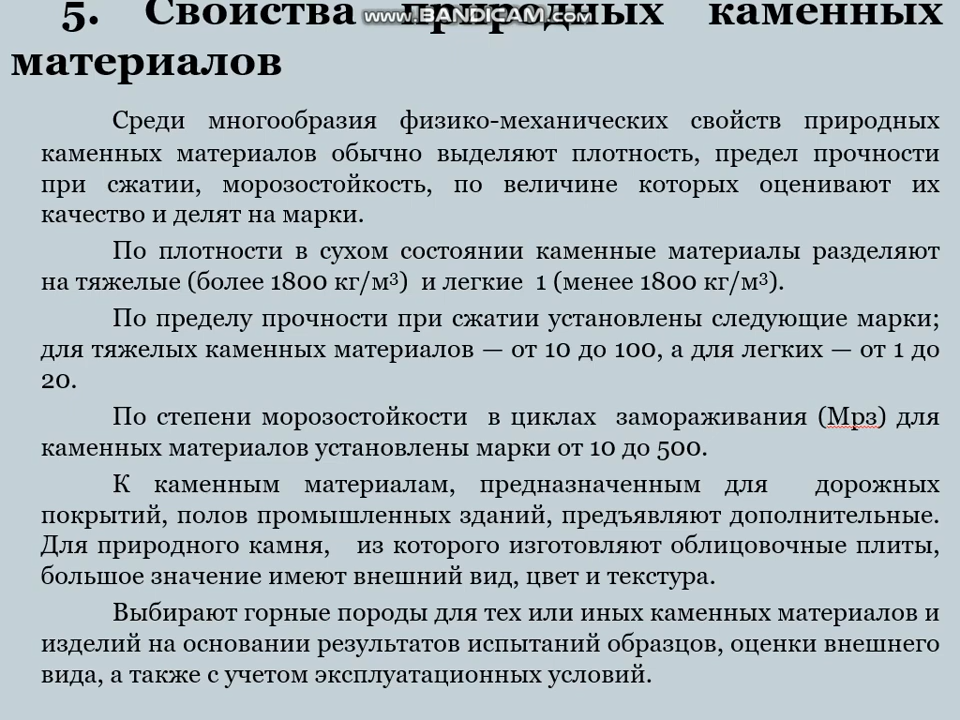 5. Свойства природных каменных
www.BANDICAM.com
материалов
Среди многообразия физико-механических свойств природных
каменных материалов обычно выделяют плотность, предел прочности
при сжатии, морозостойкость, по величине которых оценивают их
качество и делят на марки.
По плотности в сухом состоянии каменные материалы разделяют
на тяжелые (более 1800 кг/м³) и легкие 1 (менее 1800 кг/м³).
По пределу прочности при сжатии установлены следующие марки;
для тяжелых каменных материалов — от 10 до 100, а для легких — от 1 до
20.
По степени морозостойкости в циклах замораживания (Мрз) для
каменных материалов установлены марки от 10 до 500.
К каменным материалам, предназначенным для дорожных
покрытий, полов промышленных зданий, предъявляют дополнительные.
Для природного камня, из которого изготовляют облицовочные плиты,
большое значение имеют внешний вид, цвет и текстура.
Выбирают горные породы для тех или иных каменных материалов и
изделий на основании результатов испытаний образцов, оценки внешнего
вида, а также с учетом эксплуатационных условий.